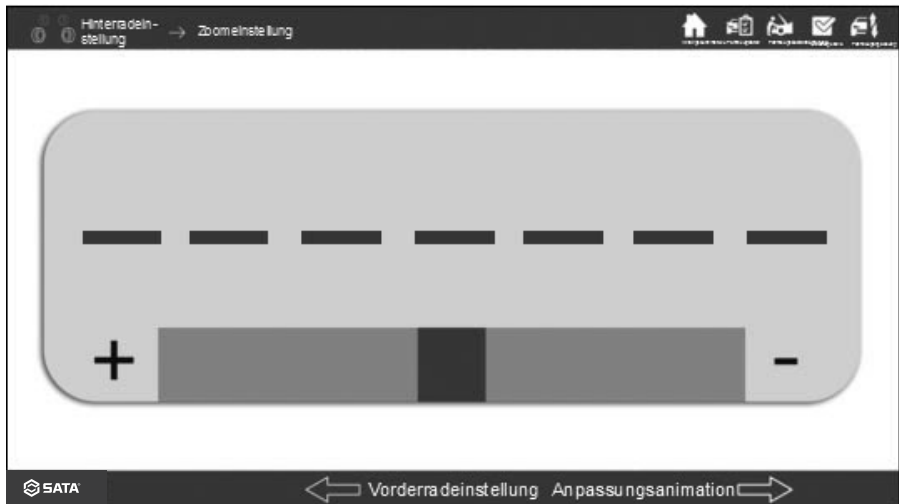 Hinterradein-
stellung → Zoomeinstellung
+ -
SATA
Vorderradeinstellung Anpassungsanimation